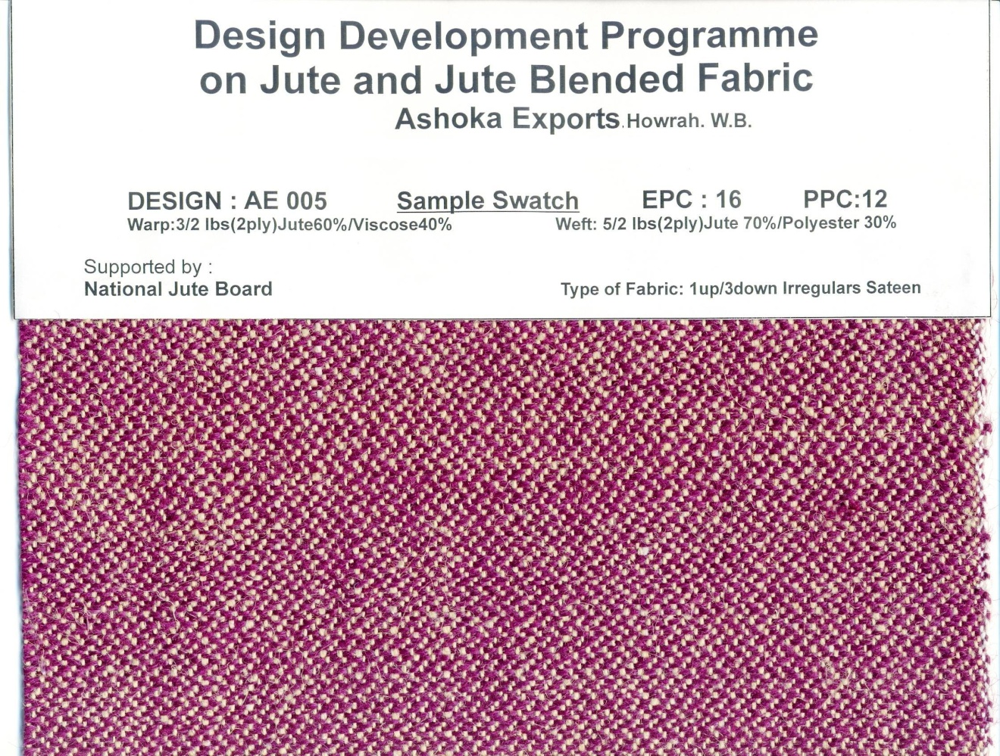 Design Development Programme
on Jute and Jute Blended Fabric
Ashoka Exports.Howrah. W.B.
DESIGN : AE 005 Sample Swatch EPC : 16 PPC:12
Warp:3/2 lbs(2ply)Jute60%/Viscose40% Weft: 5/2 lbs(2ply)Jute 70%/Polyester 30%
Supported by :
National Jute Board Type of Fabric: 1up/3down Irregulars Sateen